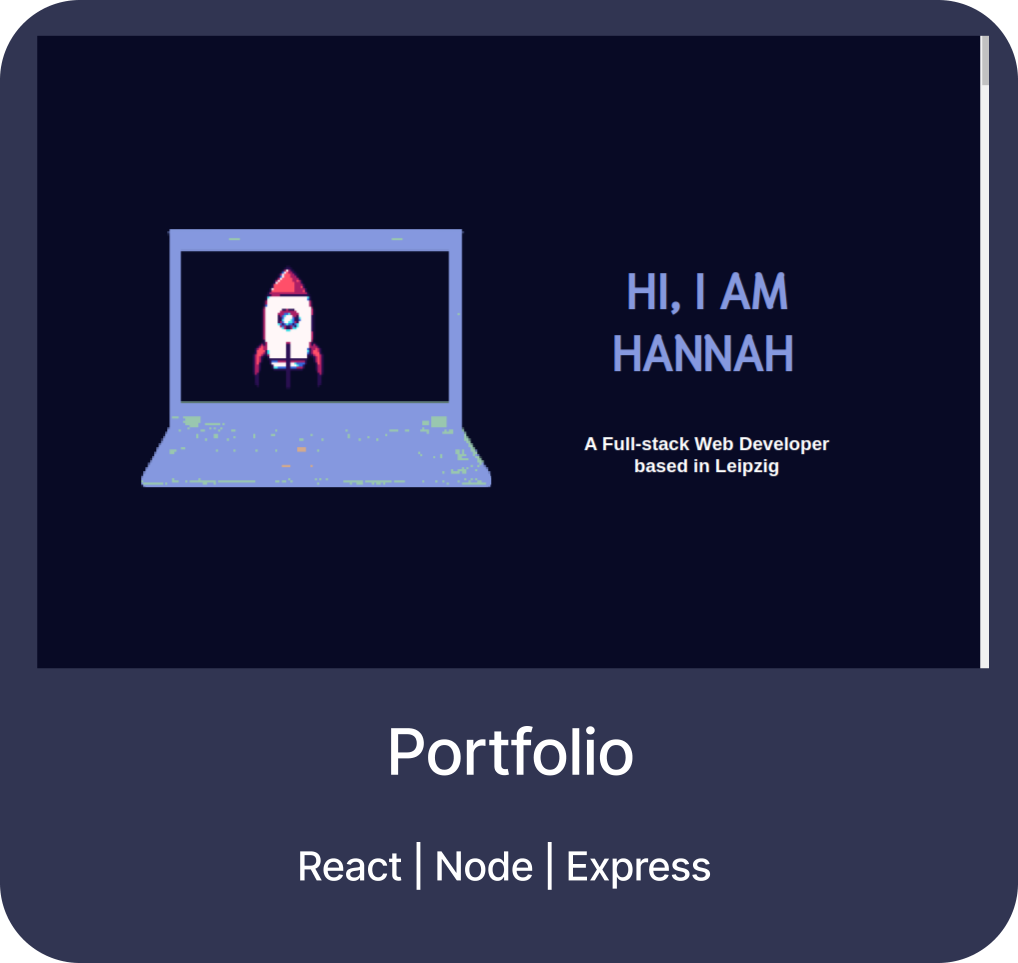 HI, I AM
HANNAH
A Full-stack Web Developer
based in Leipzig
Portfolio
React | Node | Express